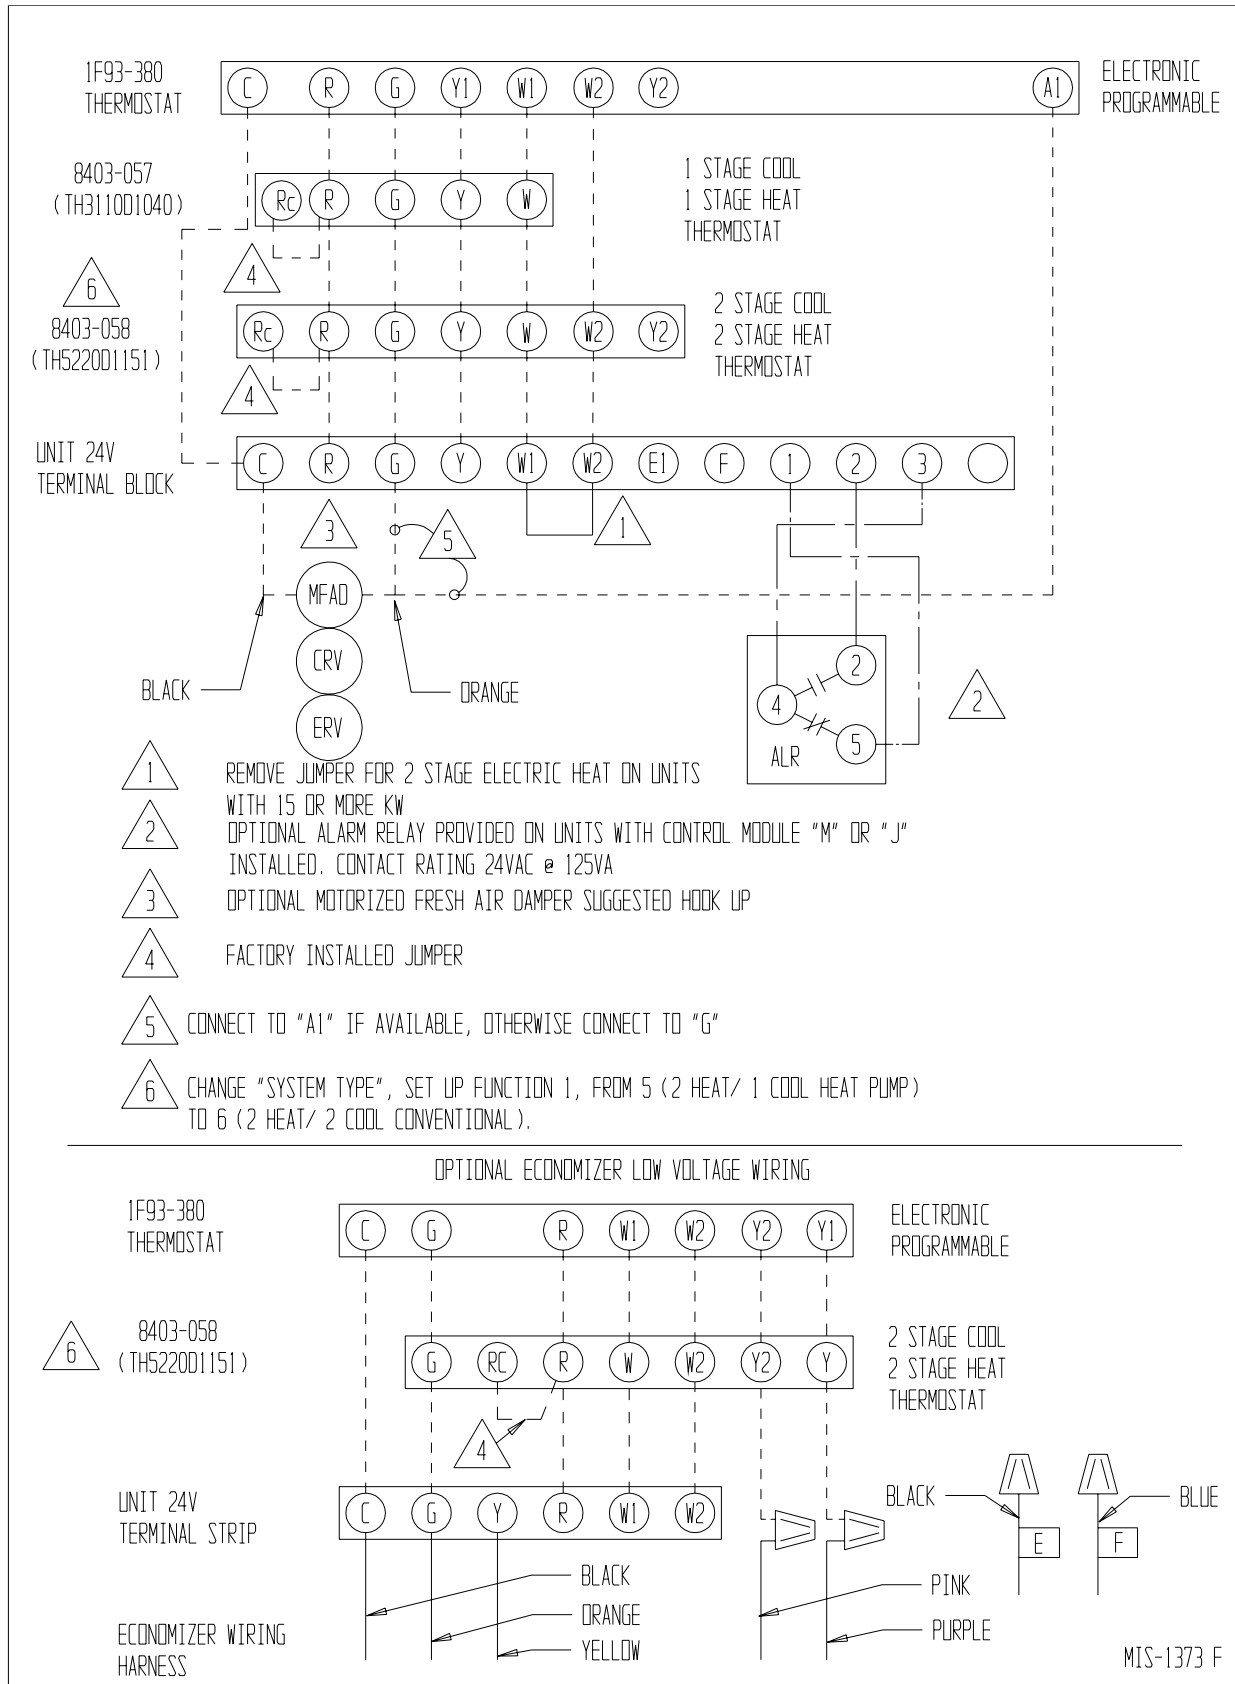 1F93-380
THERMOSTAT
C R G Y1 W1 W2 Y2 A1
ELECTRONIC
PROGRAMMABLE
8403-057
(TH3110D1040)
Rc R G Y W
1 STAGE COOL
1 STAGE HEAT
THERMOSTAT
4
6
8403-058
(TH5220D1151)
Rc R G Y W W2 Y2
2 STAGE COOL
2 STAGE HEAT
THERMOSTAT
4
UNIT 24V
TERMINAL BLOCK
C R G Y W1 W2 E1 F 1 2 3
3
5
1
MFAD
CRV
ERV
BLACK
ORANGE
2
4
5
ALR
2
1 REMOVE JUMPER FOR 2 STAGE ELECTRIC HEAT ON UNITS
WITH 15 OR MORE KW
2 OPTIONAL ALARM RELAY PROVIDED ON UNITS WITH CONTROL MODULE "M" OR "J"
INSTALLED. CONTACT RATING 24VAC @ 125VA
3 OPTIONAL MOTORIZED FRESH AIR DAMPER SUGGESTED HOOK UP
4 FACTORY INSTALLED JUMPER
5 CONNECT TO "A1" IF AVAILABLE, OTHERWISE CONNECT TO "G"
6 CHANGE "SYSTEM TYPE", SET UP FUNCTION 1, FROM 5 (2 HEAT/ 1 COOL HEAT PUMP)
TO 6 (2 HEAT/ 2 COOL CONVENTIONAL).
OPTIONAL ECONOMIZER LOW VOLTAGE WIRING
1F93-380
THERMOSTAT
C G R W1 W2 Y2 Y1
ELECTRONIC
PROGRAMMABLE
6
8403-058
(TH5220D1151)
G RC R W W2 Y2 Y
2 STAGE COOL
2 STAGE HEAT
THERMOSTAT
4
UNIT 24V
TERMINAL STRIP
C G Y R W1 W2
BLACK
BLUE
E
F
BLACK
ORANGE
YELLOW
PINK
PURPLE
ECONOMIZER WIRING
HARNESS
MIS-1373 F